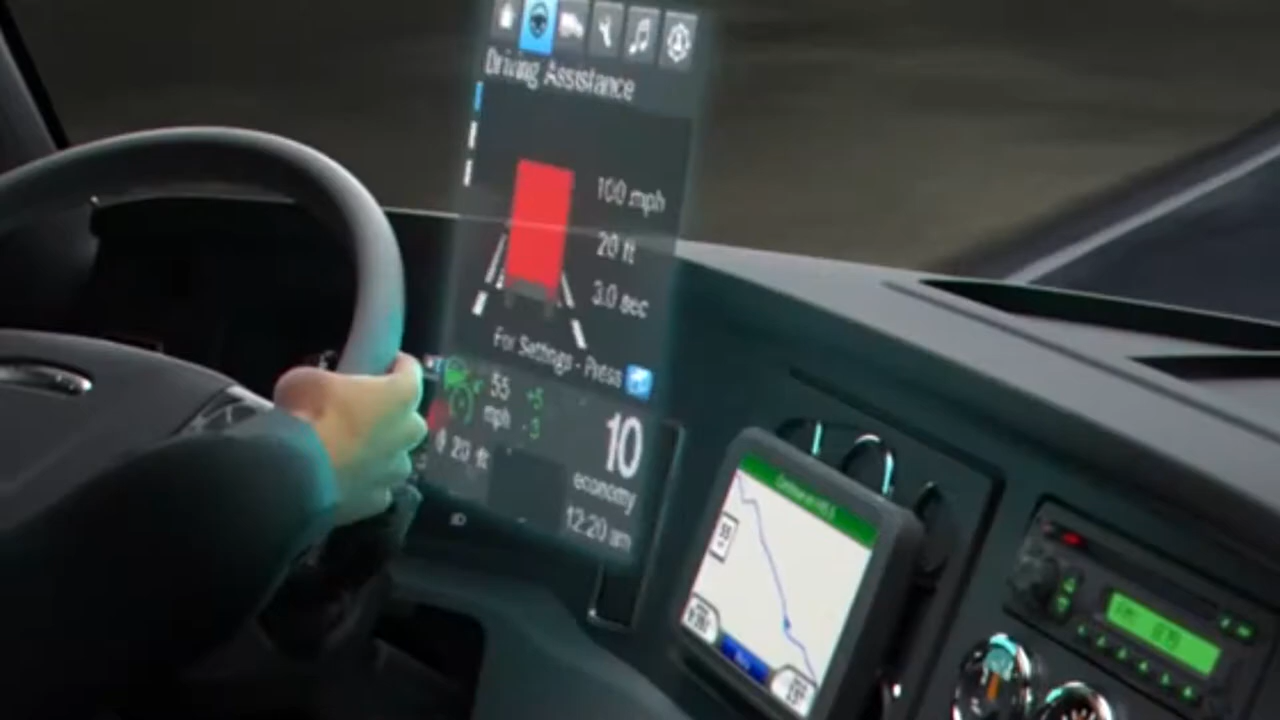 Driving Assistance
100 mph
20 ft
3.0 sec
For Settings - Press
55
mph
+5
-3
20 ft
10
economy
12:20 am